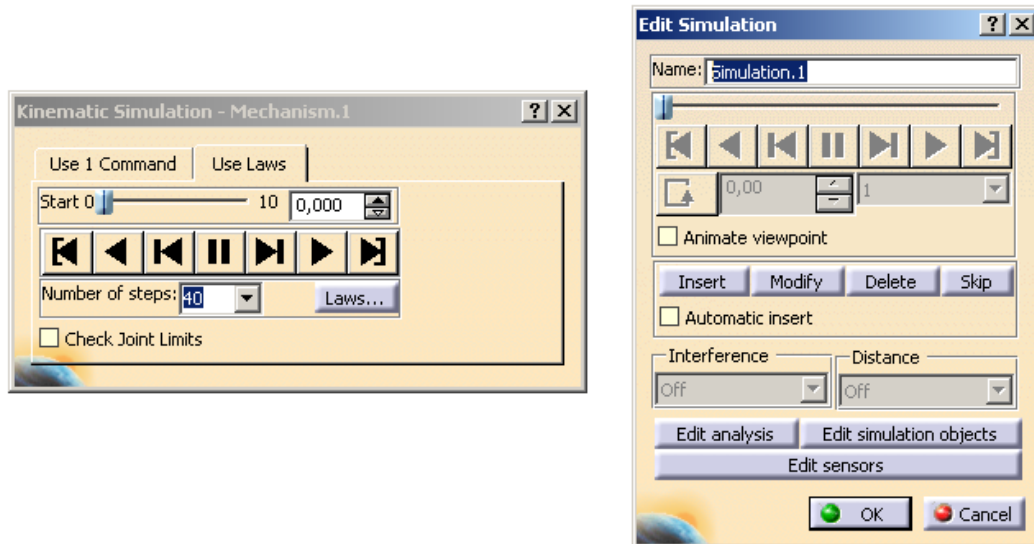 Kinematic Simulation - Mechanism.1
Use 1 Command Use Laws
Start 0 10 0,000
Number of steps: 40 Laws...
Check Joint Limits
Edit Simulation
Name: Simulation.1
0,00 1
Animate viewpoint
Insert Modify Delete Skip
Automatic insert
Interference Distance
Off Off
Edit analysis Edit simulation objects
Edit sensors
OK Cancel